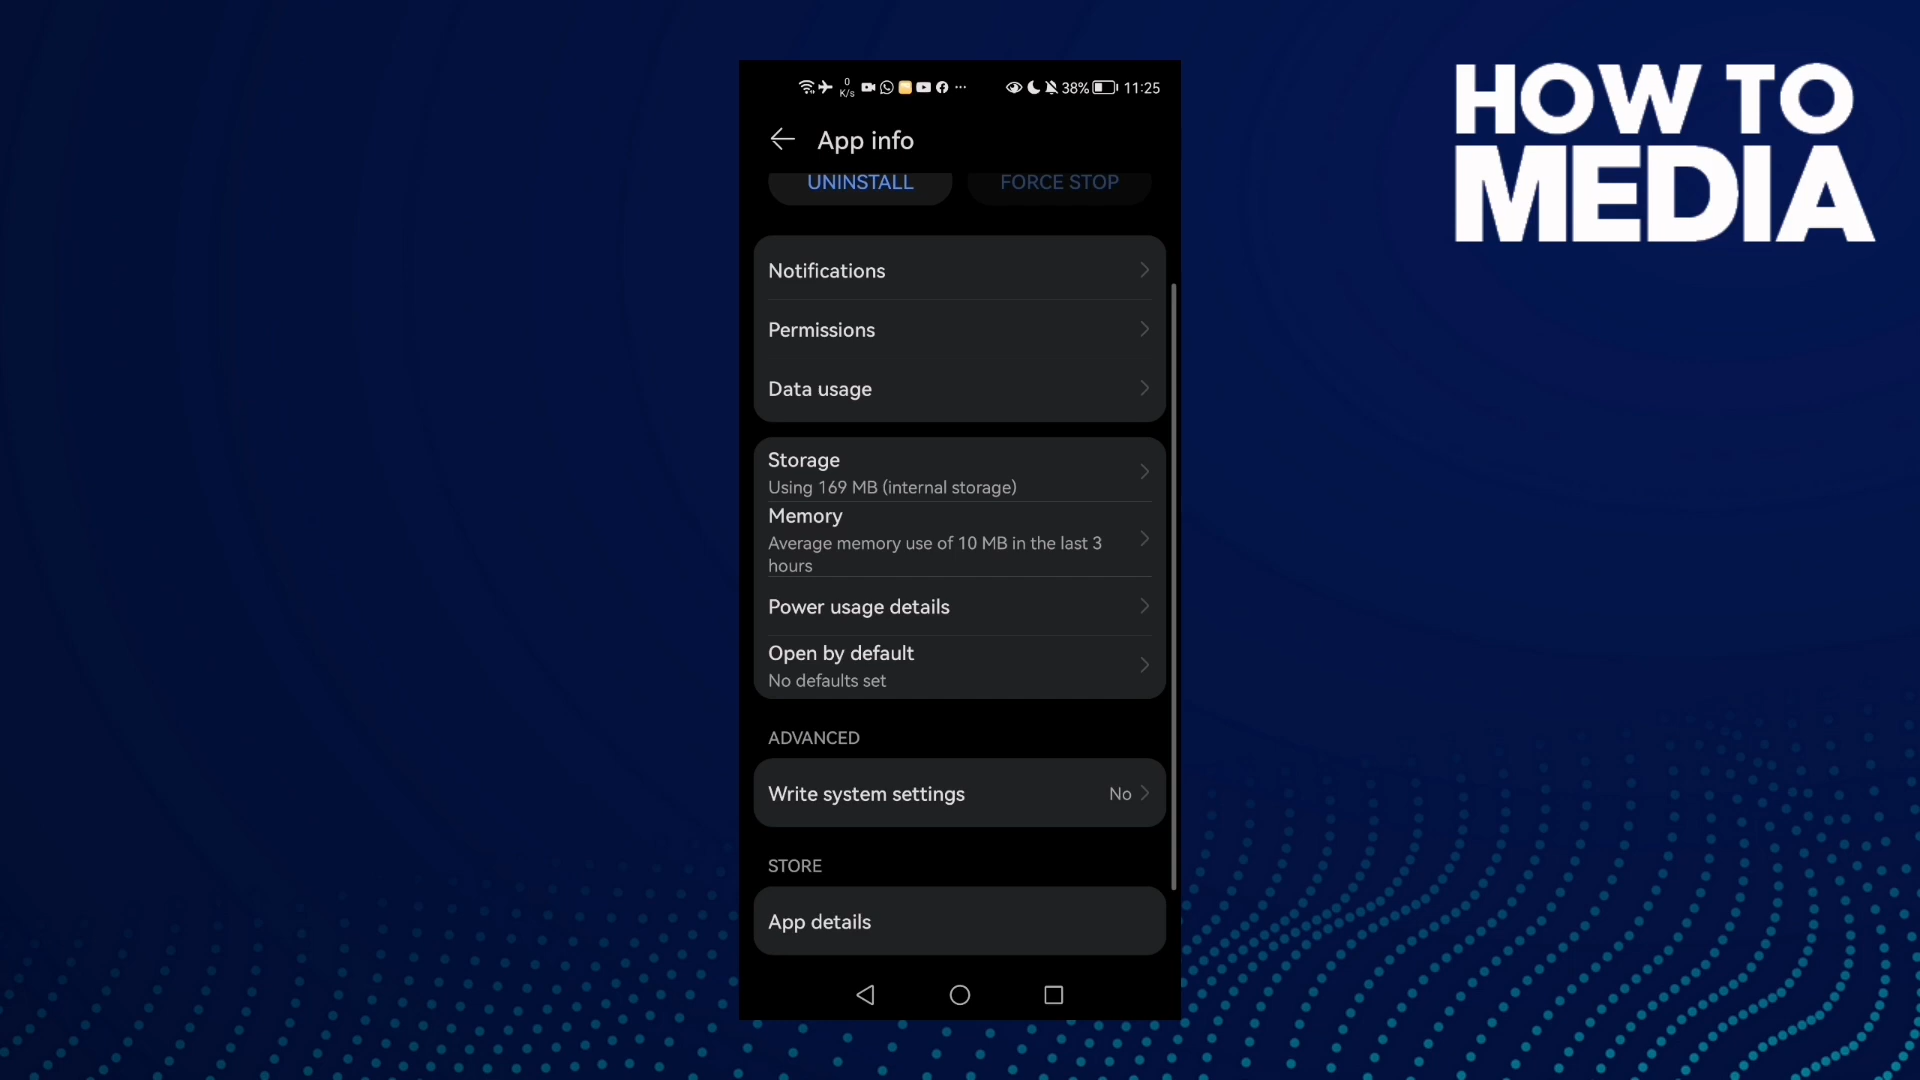 HOW TO
MEDIA
0
K/s
38%
11:25
App info
UNINSTALL
FORCE STOP
Notifications
Permissions
Data usage
Storage
Using 169 MB (internal storage)
Memory
Average memory use of 10 MB in the last 3
hours
Power usage details
Open by default
No defaults set
ADVANCED
Write system settings
No
STORE
App details